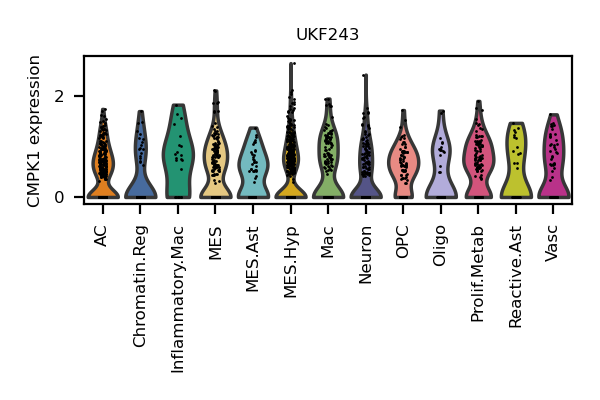 UKF243
CMPK1 expression
2
0
AC
Chromatin.Reg
Inflammatory.Mac
MES
MES.Ast
MES.Hyp
Mac
Neuron
OPC
Oligo
Prolif.Metab
Reactive.Ast
Vasc